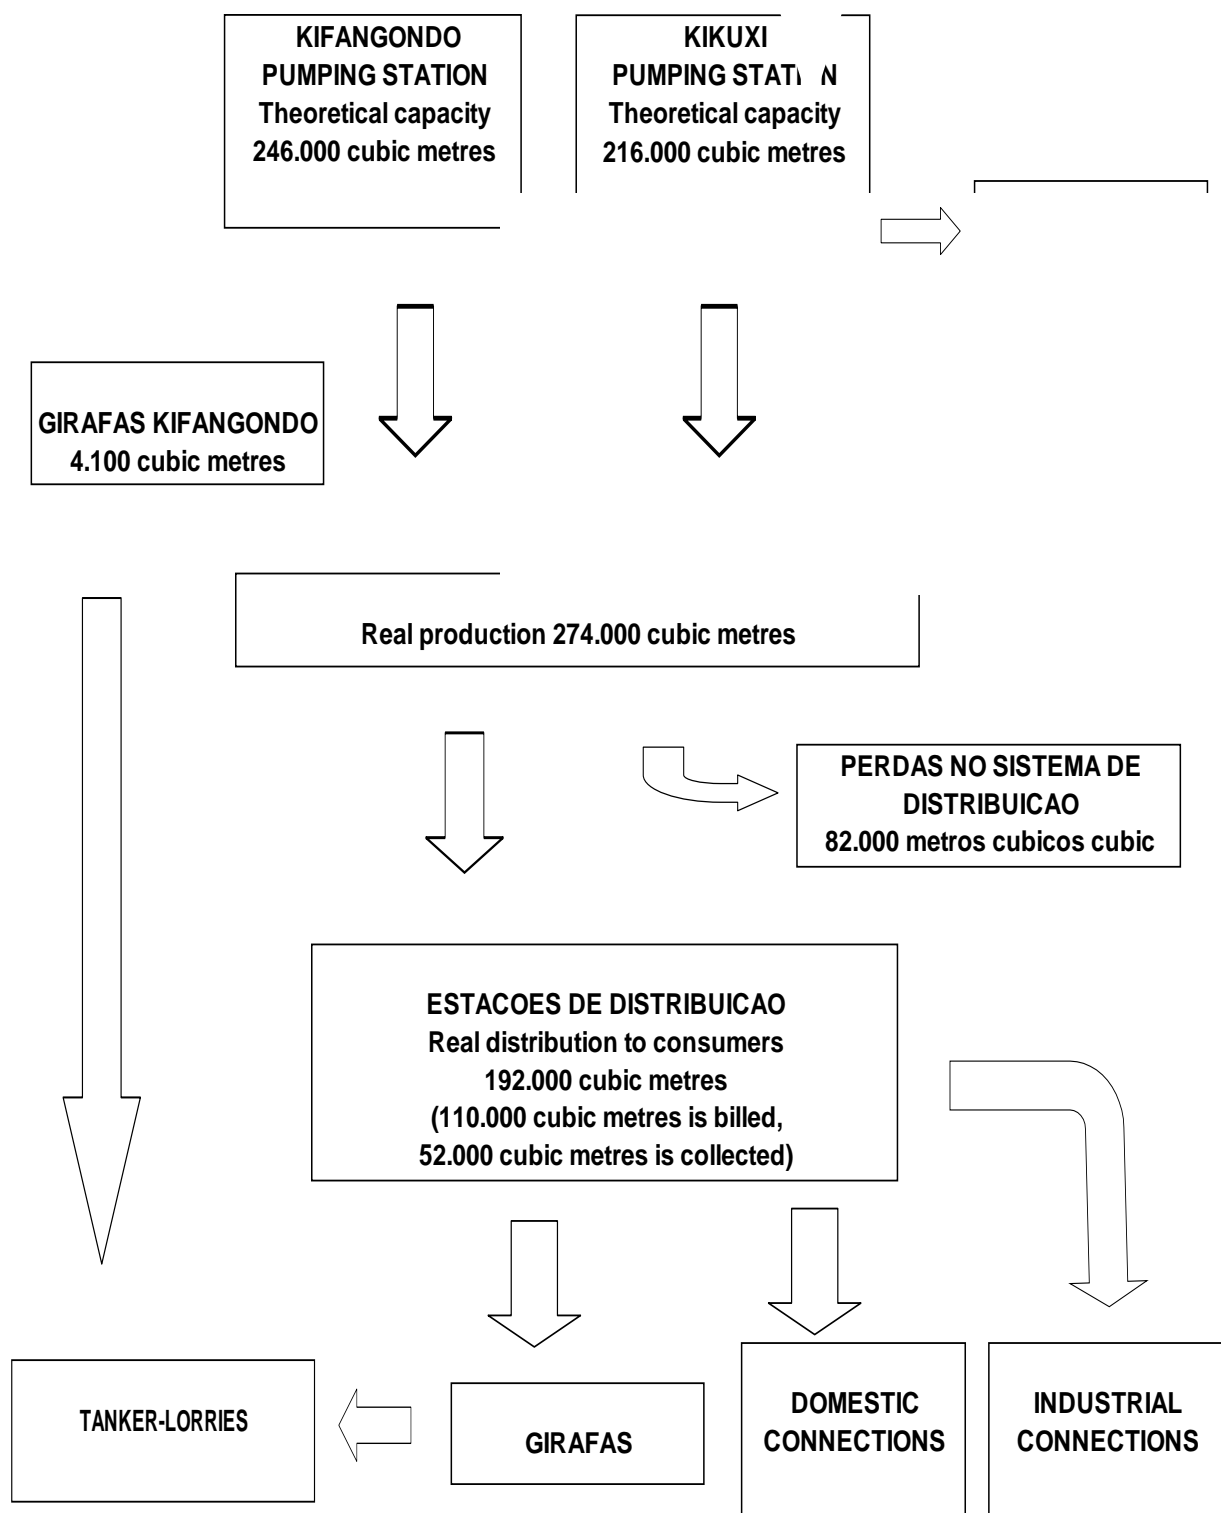 KIFANGONDO
PUMPING STATION
Theoretical capacity
246.000 cubic metres
KIKUXI
PUMPING STATI N
Theoretical capacity
216.000 cubic metres
GIRAFAS KIFANGONDO
4.100 cubic metres
Real production 274.000 cubic metres
PERDAS NO SISTEMA DE
DISTRIBUICAO
82.000 metros cubicos cubic
ESTACOES DE DISTRIBUICAO
Real distribution to consumers
192.000 cubic metres
(110.000 cubic metres is billed,
52.000 cubic metres is collected)
TANKER-LORRIES
GIRAFAS
DOMESTIC
CONNECTIONS
INDUSTRIAL
CONNECTIONS